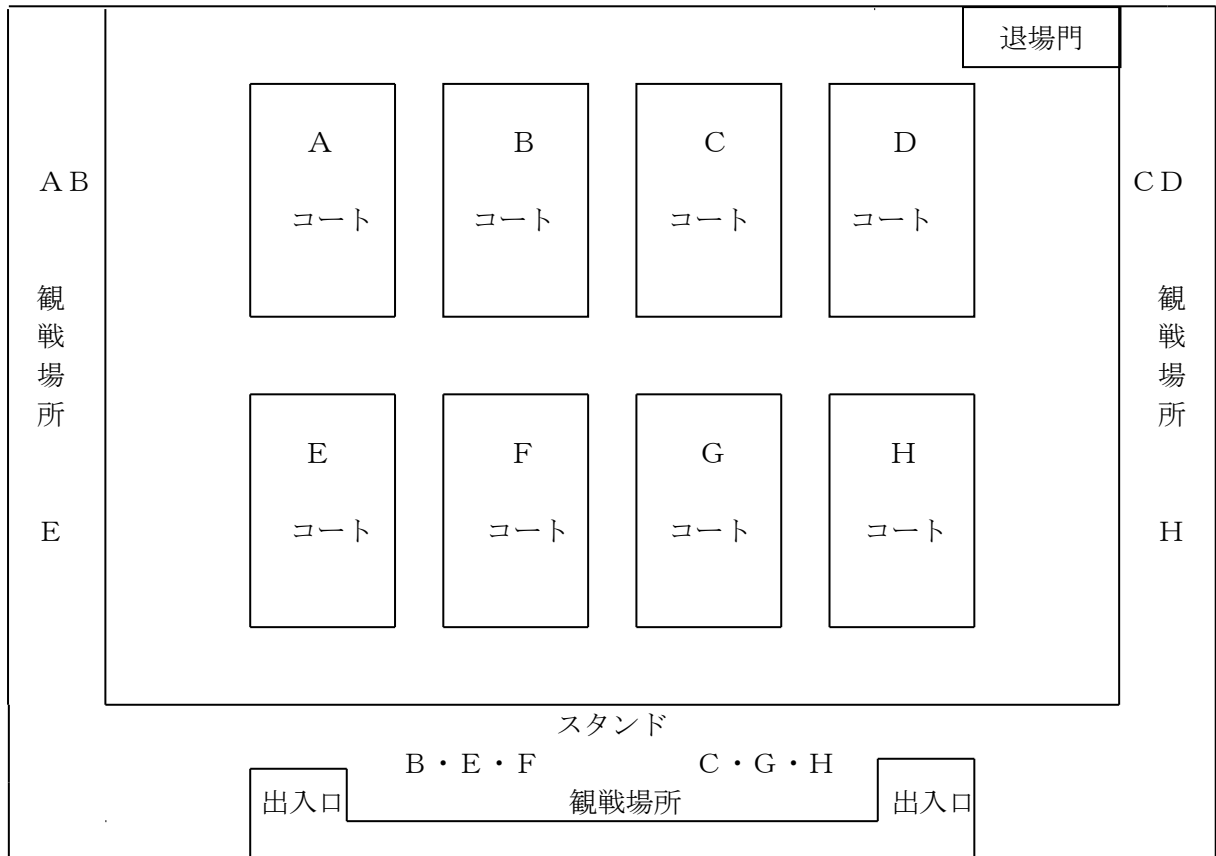 退場門
A
B
C
D
AB
CD
コート
コート
コート
コート
観戦場所
観戦場所
E
F
G
H
E
コート
コート
コート
コート
H
スタンド
B・E・F
C・G・H
出入口
観戦場所
出入口